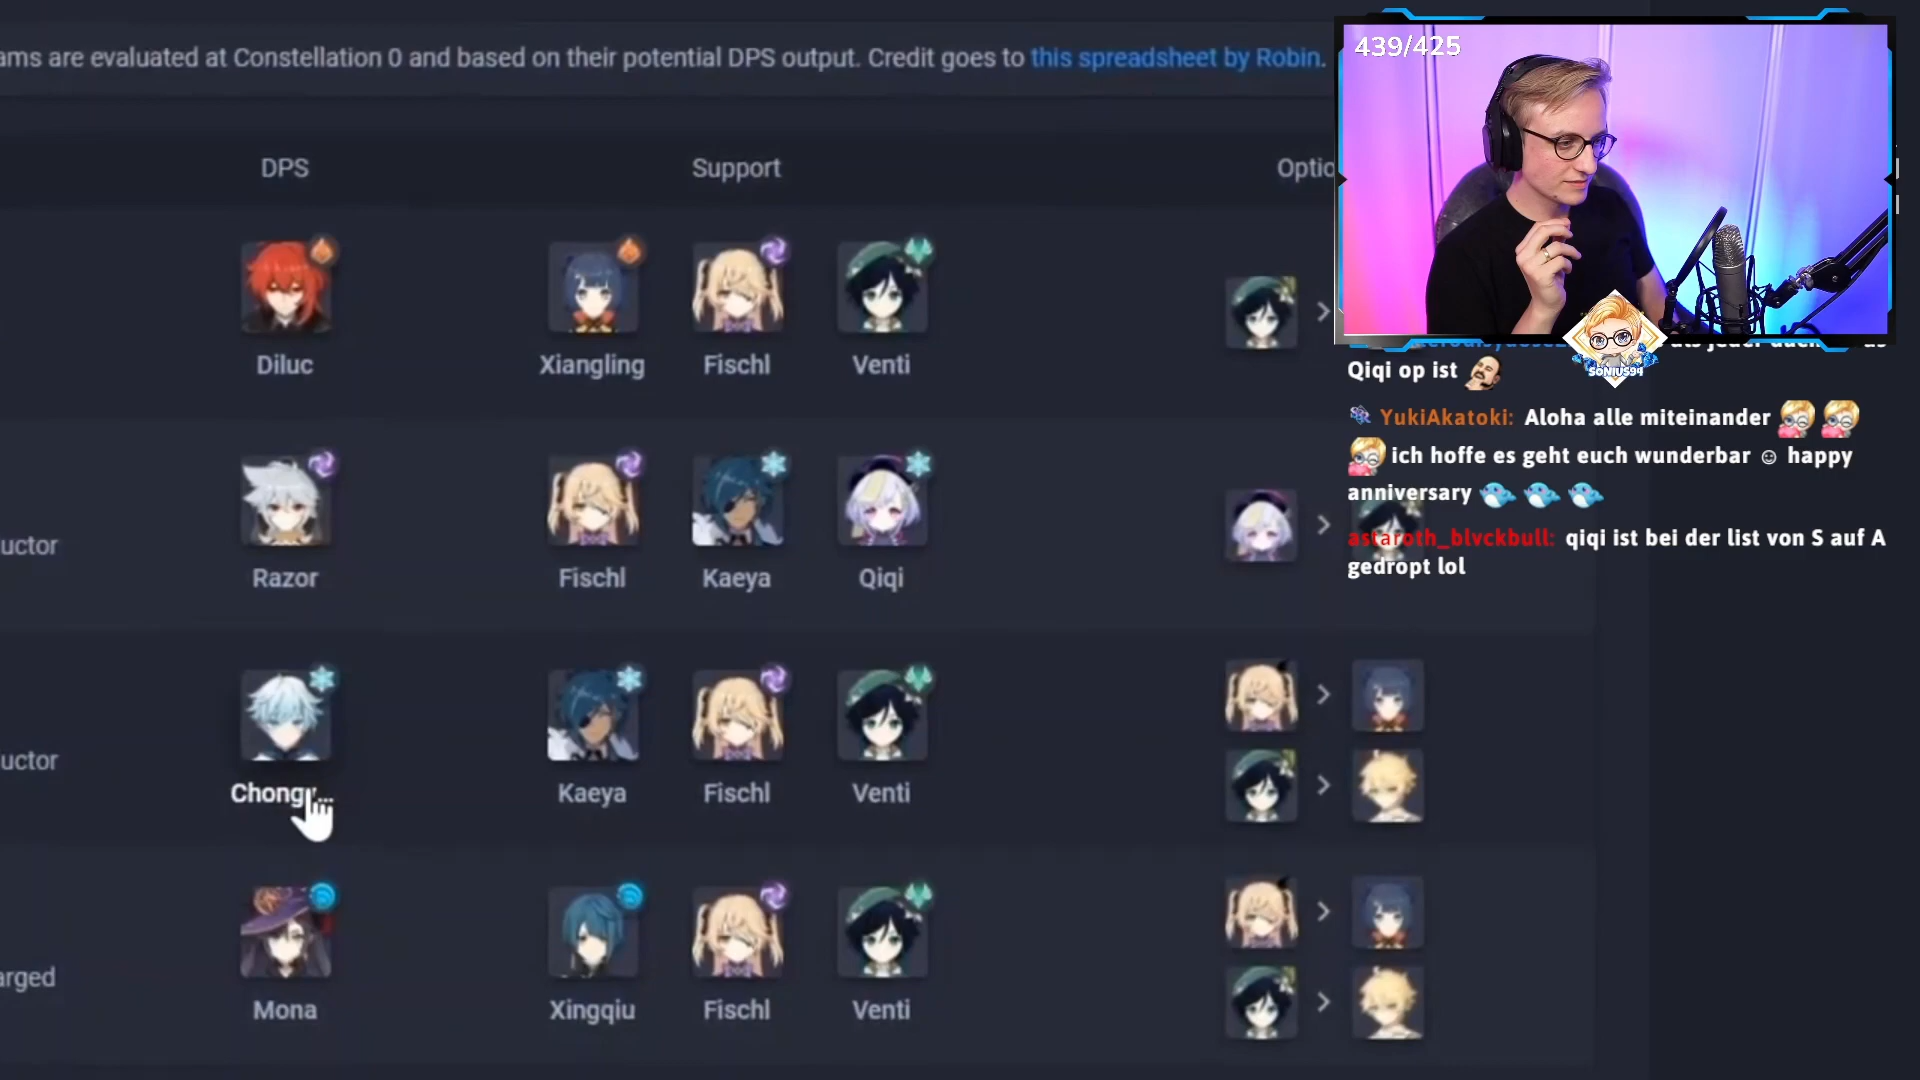 ams are evaluated at Constellation 0 and based on their potential DPS output. Credit goes to this spreadsheet by Robin.
439/425
DPS
Support
Optio
Diluc
Xiangling
Fischl
Venti
SoNIUS94
Qiqi op ist
YukiAkatoki: Aloha alle miteinander
ich hoffe es geht euch wunderbar ☺ happy
anniversary
astaroth_blvckbull: qiqi ist bei der list von S auf A
gedropt lol
uctor
Razor
Fischl
Kaeya
Qiqi
uctor
Chongy...
Kaeya
Fischl
Venti
arged
Mona
Xingqiu
Fischl
Venti